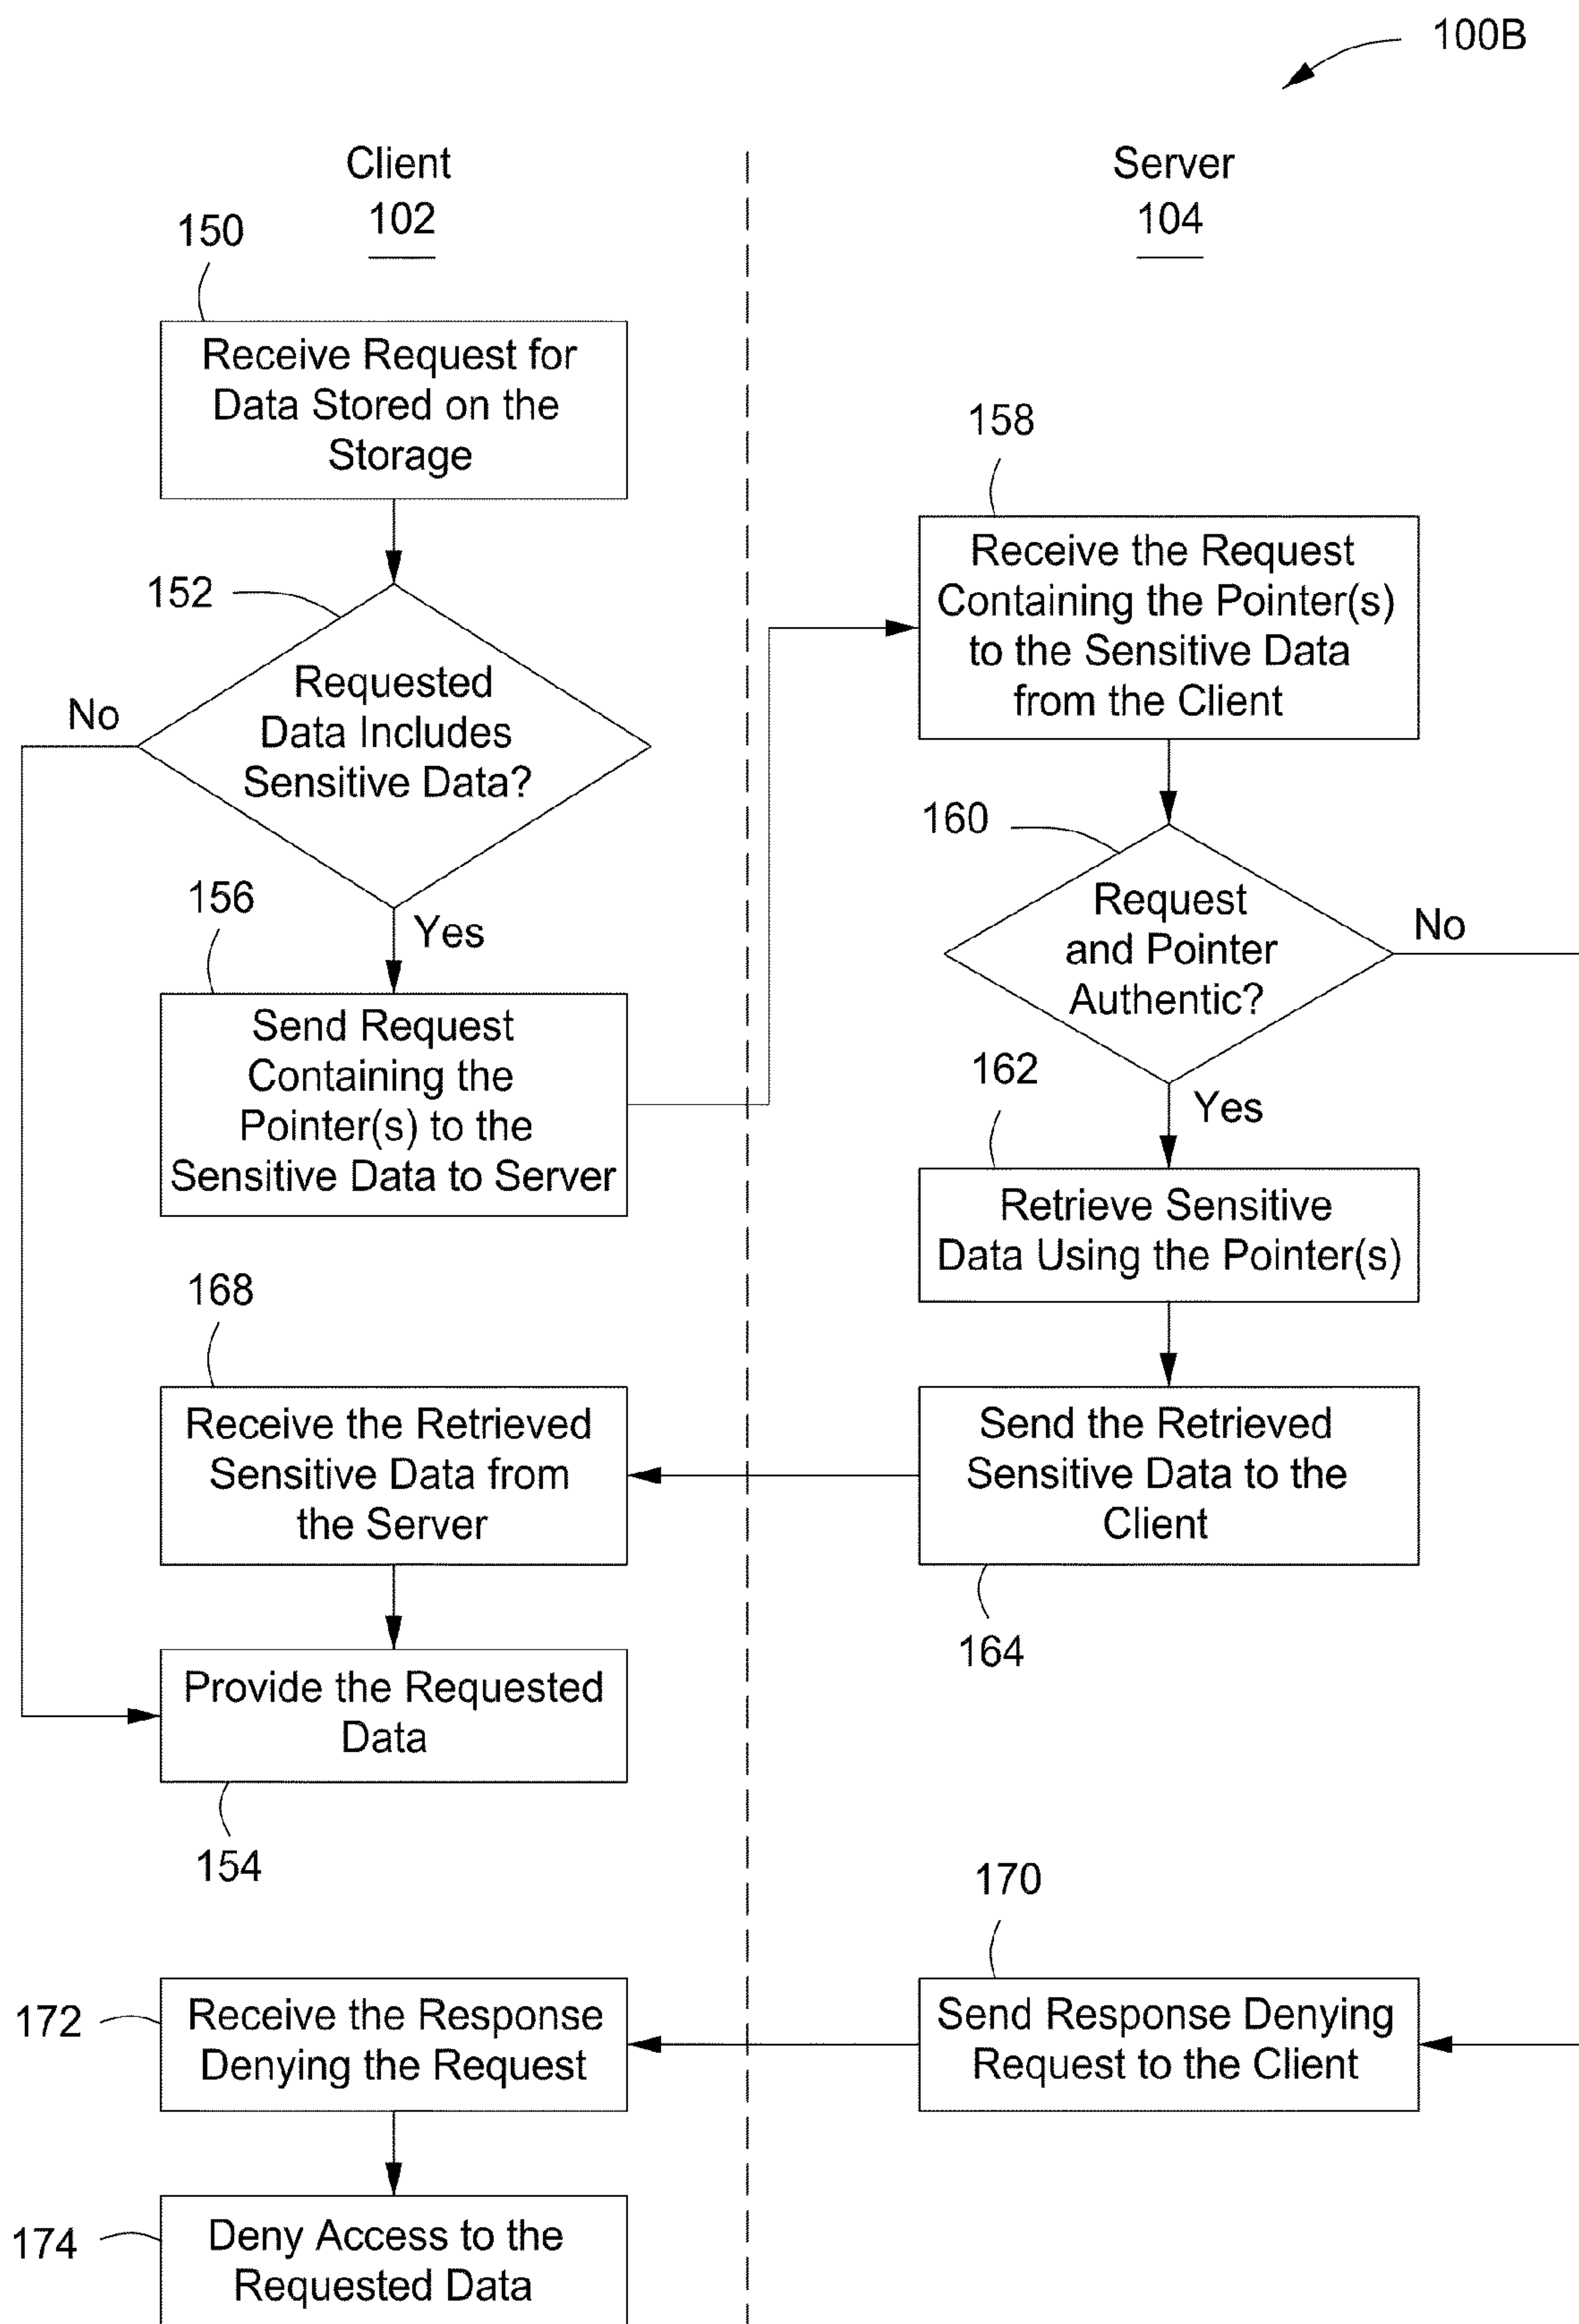 100B
Client
102
Server
104
150
Receive Request for
Data Stored on the
Storage
152
Requested
Data Includes
Sensitive Data?
No
Yes
156
Send Request
Containing the
Pointer(s) to the
Sensitive Data to Server
158
Receive the Request
Containing the Pointer(s)
to the Sensitive Data
from the Client
160
Request
and Pointer
Authentic?
No
Yes
162
Retrieve Sensitive
Data Using the Pointer(s)
Send the Retrieved
Sensitive Data to the
Client
164
168
Receive the Retrieved
Sensitive Data from
the Server
Provide the Requested
Data
154
170
Send Response Denying
Request to the Client
172
Receive the Response
Denying the Request
174
Deny Access to the
Requested Data